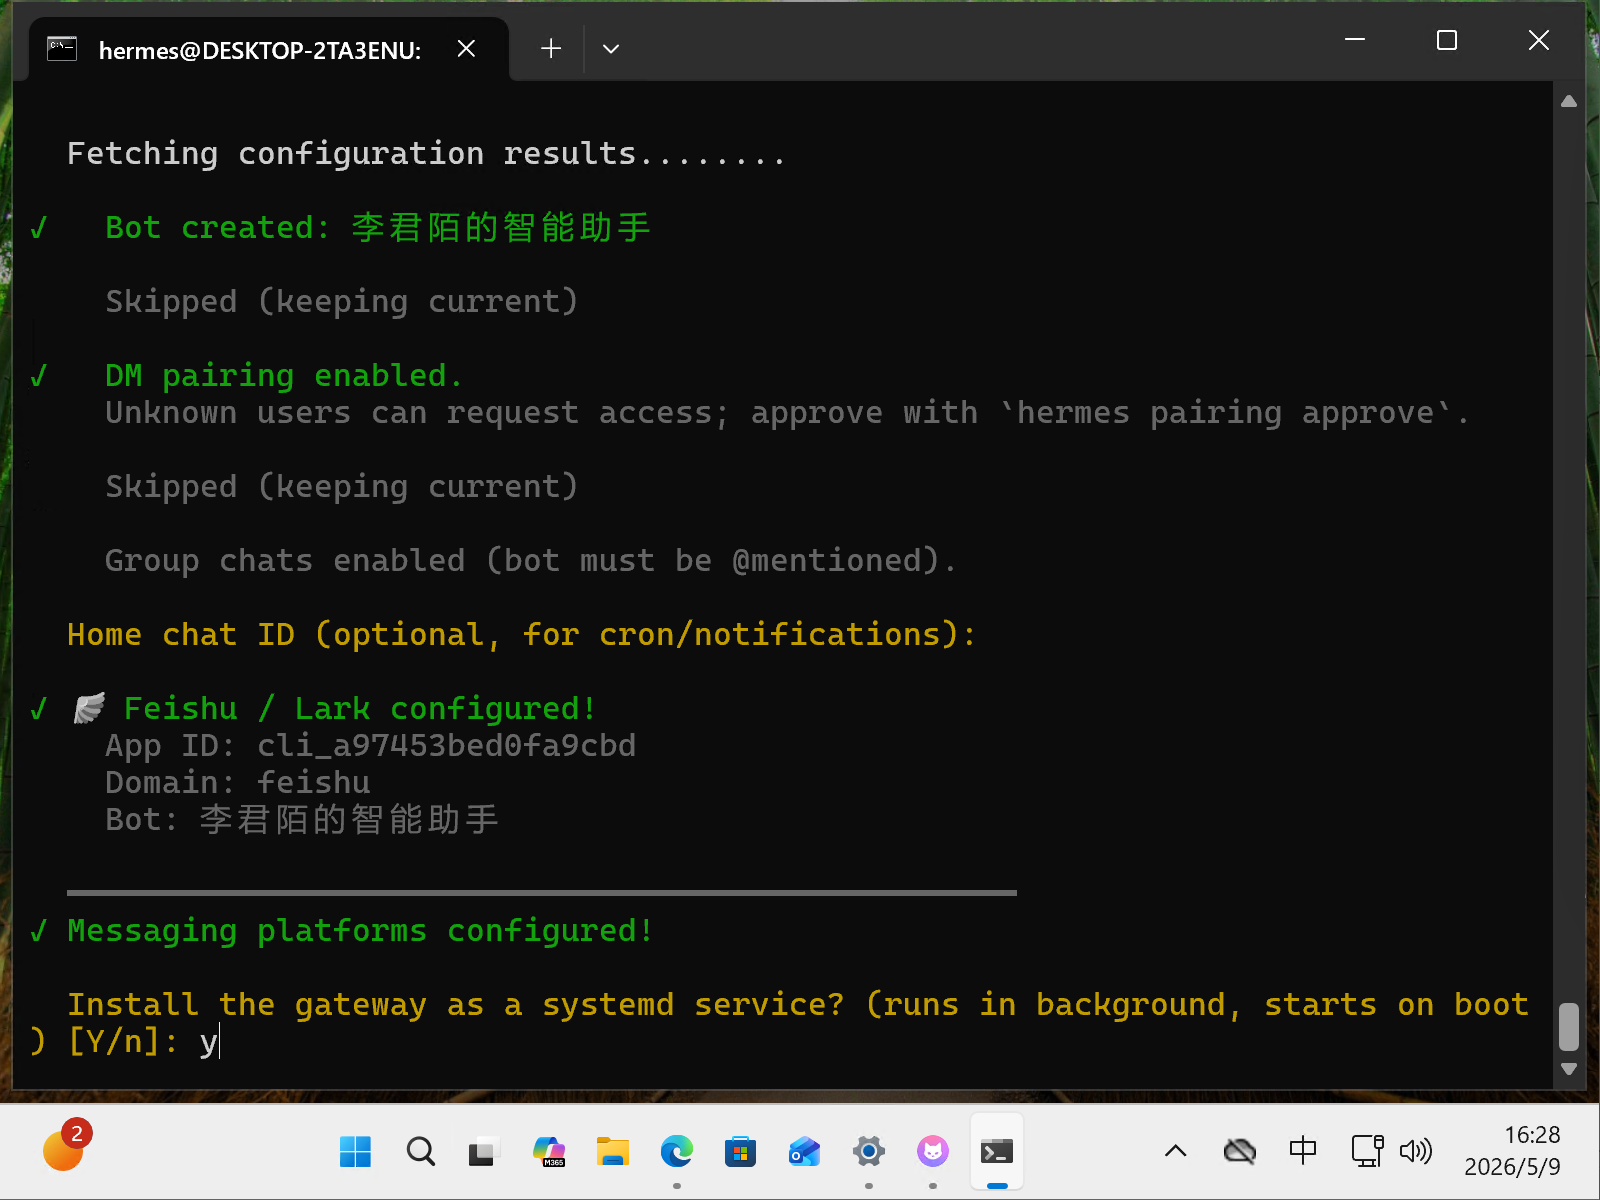 hermes@DESKTOP-2TA3ENU:
Fetching configuration results........
✓ Bot created: 李君陌的智能助手
Skipped (keeping current)
✓ DM pairing enabled.
Unknown users can request access; approve with `hermes pairing approve`.
Skipped (keeping current)
Group chats enabled (bot must be @mentioned).
Home chat ID (optional, for cron/notifications):
✓ Feishu / Lark configured!
App ID: cli_a97453bed0fa9cbd
Domain: feishu
Bot: 李君陌的智能助手
✓ Messaging platforms configured!
Install the gateway as a systemd service? (runs in background, starts on boot
) [Y/n]: y
2
M365
中
16:28
2026/5/9